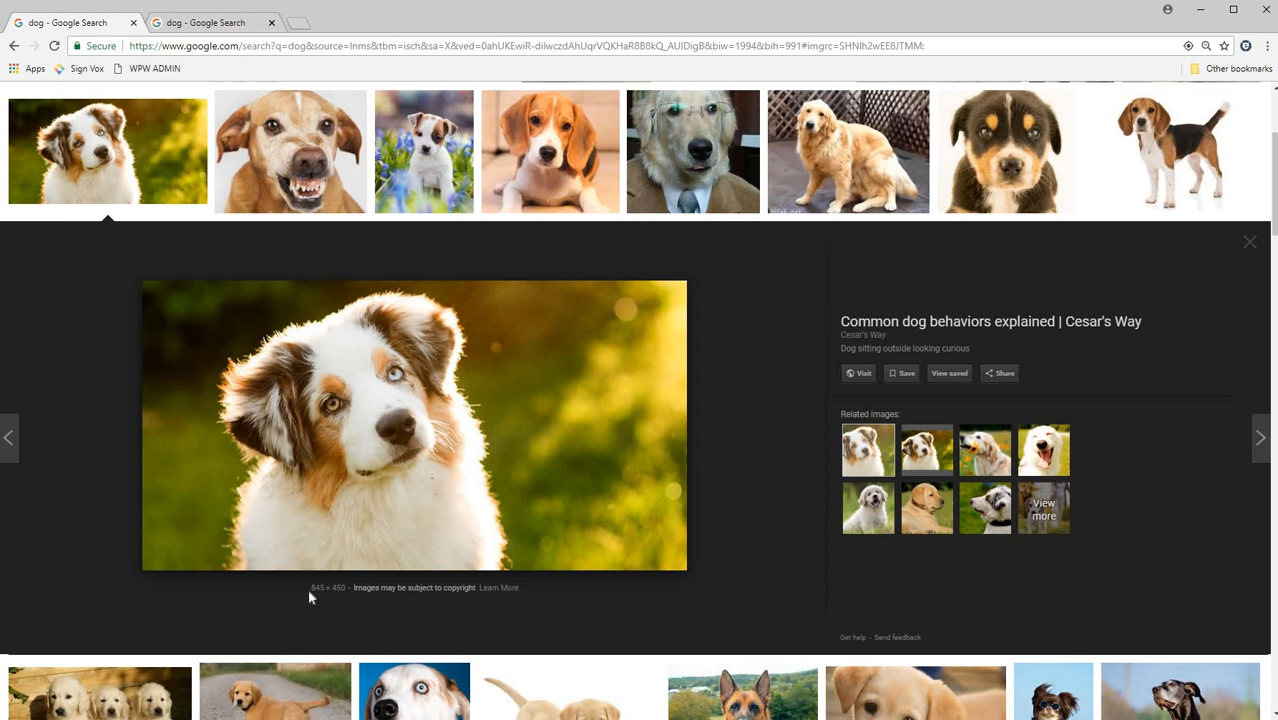 dog - Google Search
dog - Google Search
Secure
https://www.google.com/search?q=dog&source=lnms&tbm=isch&sa=X&ved=0ahUKEwiR-dilwczdAhUqrVQKHaR8B8kQ_AUIDigB&biw=1994&bih=991#imgrc=SHNIh2wEE8JTMM:
Apps Sign Vox WPW ADMIN Other bookmarks
Common dog behaviors explained | Cesar's Way
Cesar's Way
Dog sitting outside looking curious
Visit Save View saved Share
Related images:
View
more
845 × 450 - Images may be subject to copyright Learn More
Get help - Send feedback